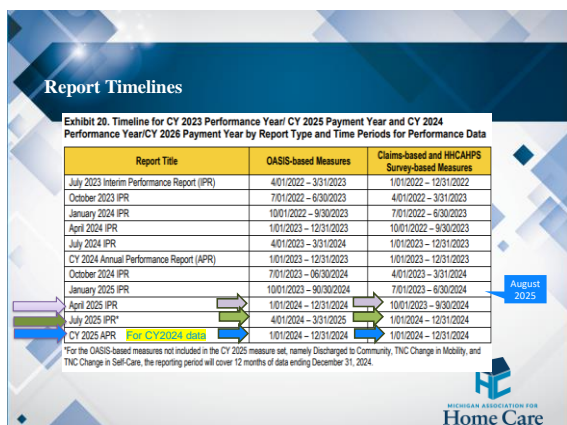 Report Timelines
Exhibit 20. Timeline for CY 2023 Performance Year/ CY 2025 Payment Year and CY 2024
Performance Year/CY 2026 Payment Year by Report Type and Time Periods for Performance Data
Report Title OASIS-based Measures Claims-based and HHCAHPS Survey-based Measures
July 2023 Interim Performance Report (IPR) 4/01/2022 – 3/31/2023 1/01/2022 – 12/31/2022
October 2023 IPR 7/01/2022 – 6/30/2023 4/01/2022 – 3/31/2023
January 2024 IPR 10/01/2022 – 9/30/2023 7/01/2022 – 6/30/2023
April 2024 IPR 1/01/2023 – 12/31/2023 10/01/2022 – 9/30/2023
July 2024 IPR 4/01/2023 – 3/31/2024 1/01/2023 – 12/31/2023
CY 2024 Annual Performance Report (APR) 1/01/2023 – 12/31/2023 1/01/2023 – 12/31/2023
October 2024 IPR 7/01/2023 – 06/30/2024 4/01/2023 – 3/31/2024
January 2025 IPR 10/01/2023 – 90/30/2024 7/01/2023 – 6/30/2024
August
2025
April 2025 IPR 1/01/2024 – 12/31/2024 10/01/2023 – 9/30/2024
July 2025 IPR* 4/01/2024 – 3/31/2025 1/01/2024 – 12/31/2024
CY 2025 APR For CY2024 data 1/01/2024 – 12/31/2024 1/01/2024 – 12/31/2024
*For the OASIS-based measures not included in the CY 2025 measure set, namely Discharged to Community, TNC Change in Mobility, and
TNC Change in Self-Care, the reporting period will cover 12 months of data ending December 31, 2024.
MICHIGAN ASSOCIATION FOR
Home Care